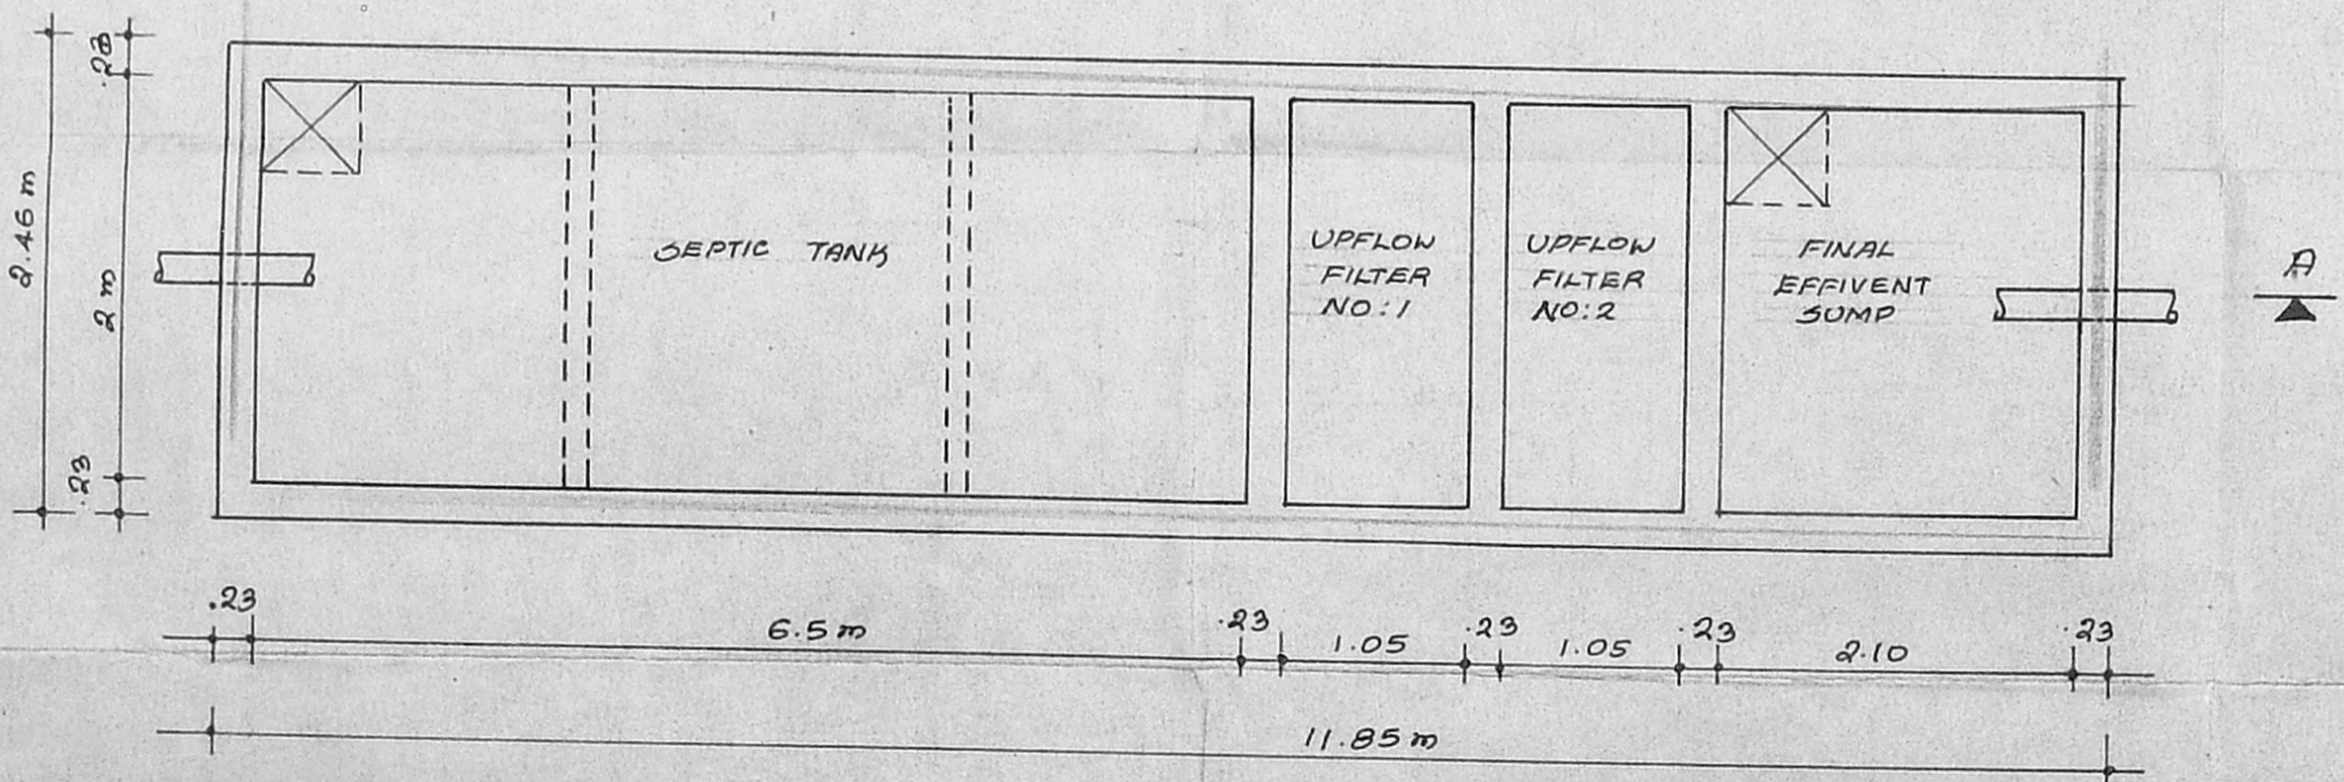 .23
2.46 m
2 m
.23
SEPTIC TANK
UPFLOW
FILTER
NO:1
UPFLOW
FILTER
NO:2
FINAL
EFFIVENT
SUMP
A
.23
6.5 m
.23
1.05
.23
1.05
.23
2.10
.23
11.85 m